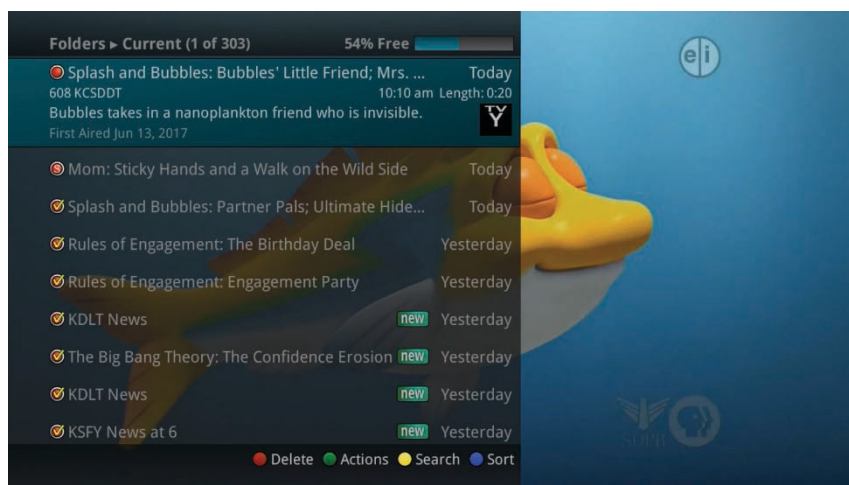 Folders ▸ Current (1 of 303) 54% Free
Splash and Bubbles: Bubbles' Little Friend; Mrs. ... Today
608 KCSDDT 10:10 am Length: 0:20
Bubbles takes in a nanoplankton friend who is invisible. TV Y
First Aired Jun 13, 2017
S Mom: Sticky Hands and a Walk on the Wild Side Today
Splash and Bubbles: Partner Pals; Ultimate Hide... Today
Rules of Engagement: The Birthday Deal Yesterday
Rules of Engagement: Engagement Party Yesterday
KDLT News new Yesterday
The Big Bang Theory: The Confidence Erosion new Yesterday
KDLT News new Yesterday
KSFY News at 6 new Yesterday
Delete Actions Search Sort
e i
SDPB